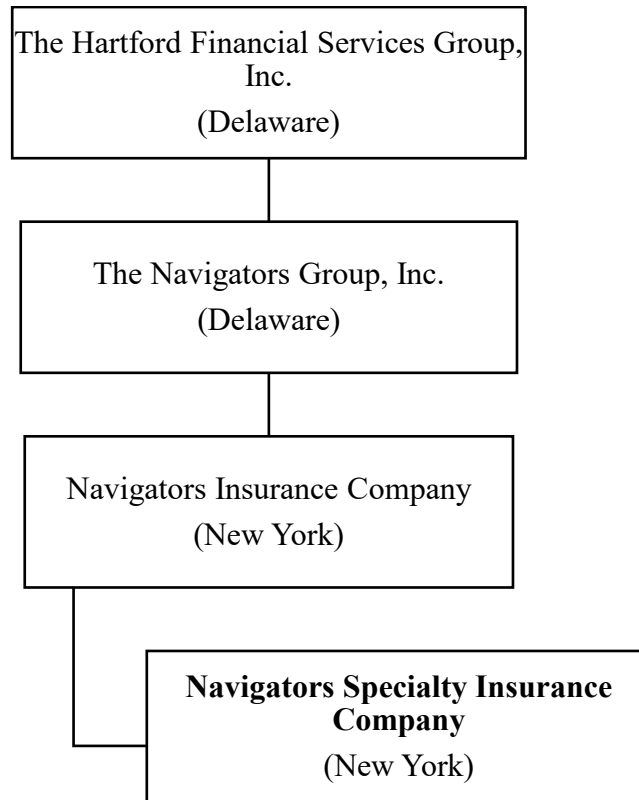 The Hartford Financial Services Group,
Inc.
(Delaware)
The Navigators Group, Inc.
(Delaware)
Navigators Insurance Company
(New York)
Navigators Specialty Insurance
Company
(New York)